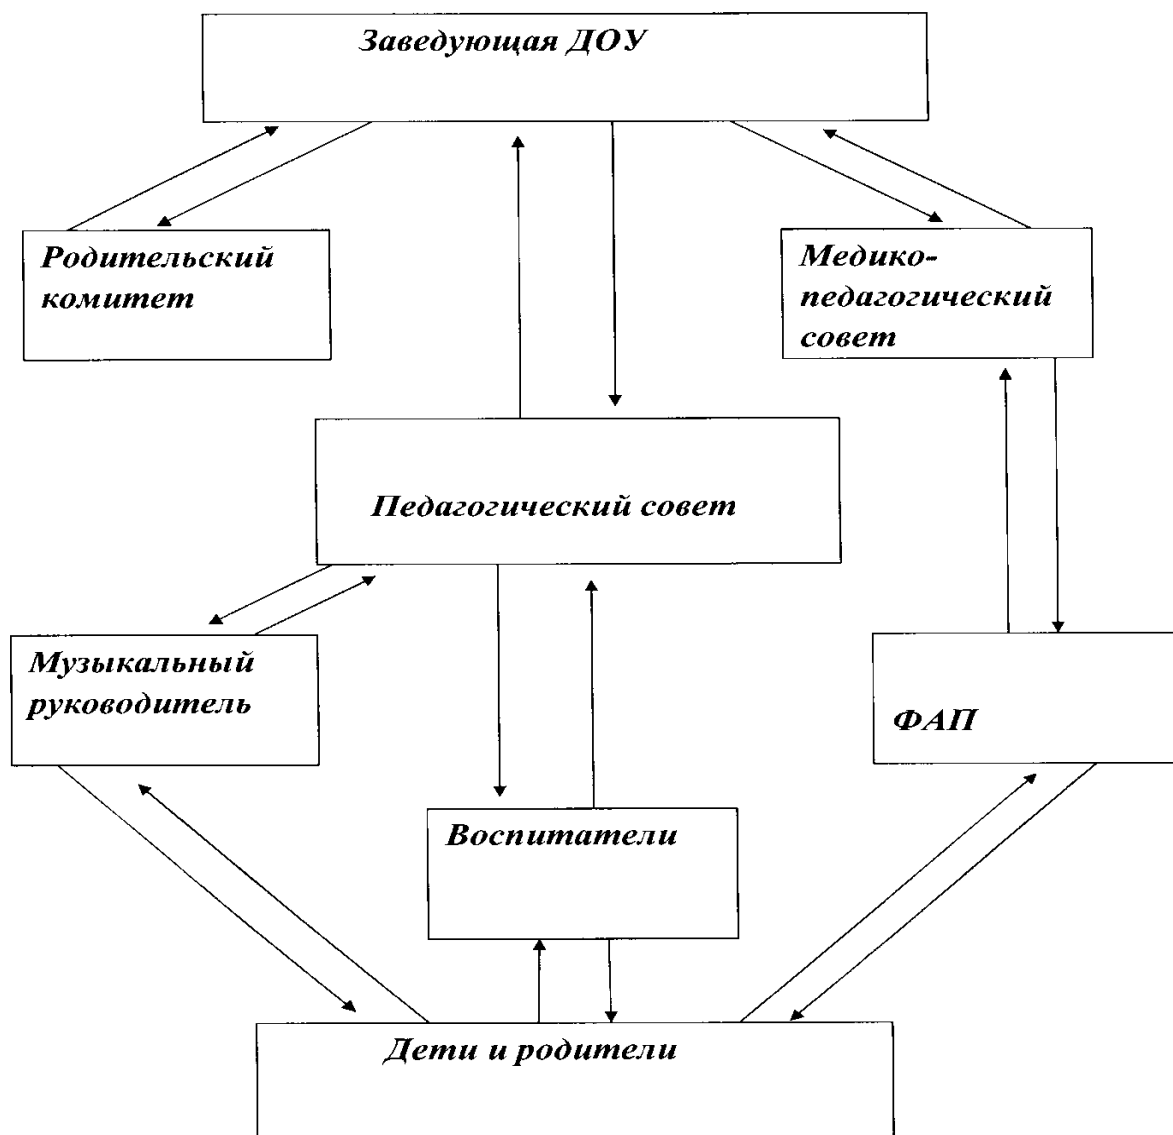 Заведующая ДОУ
Родительский
комитет
Медико-
педагогический
совет
Педагогический совет
Музыкальный
руководитель
ФАП
Воспитатели
Дети и родители